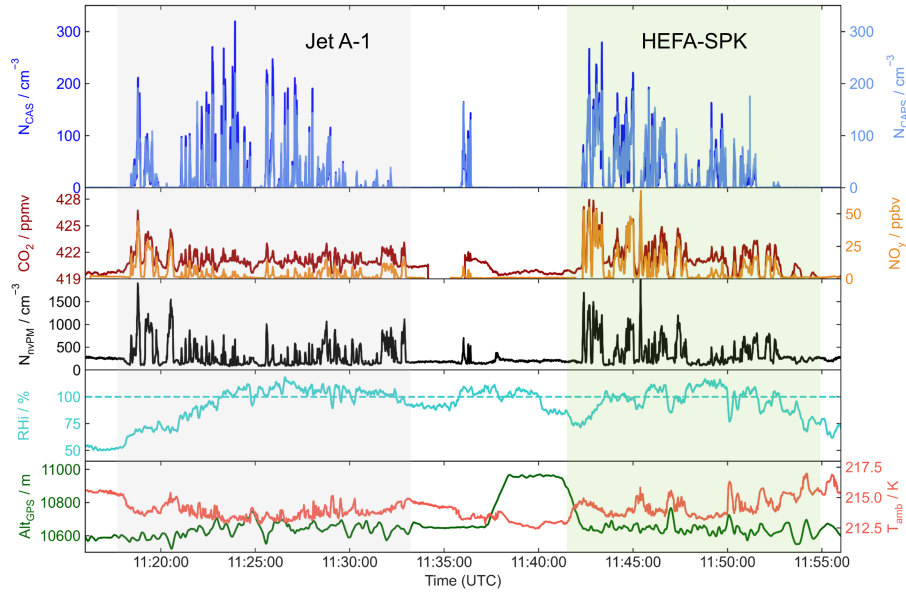 Jet A-1 HEFA-SPK
N_CAS / cm⁻³
300
200
100
0
N_CAPS / cm⁻³
300
200
100
0
CO₂ / ppmv
428
425
422
419
NOᵧ / ppbv
50
25
0
N_nvPM / cm⁻³
1500
1000
500
0
RHi / %
100
75
50
Alt_GPS / m
11000
10800
10600
T_amb / K
217.5
215.0
212.5
11:20:00 11:25:00 11:30:00 11:35:00 11:40:00 11:45:00 11:50:00 11:55:00
Time (UTC)